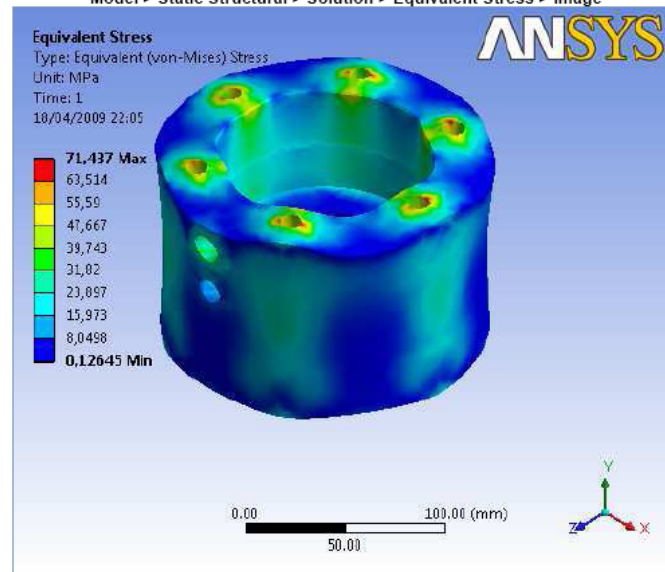 Model > Static Structural > Solution > Equivalent Stress > Image
ANSYS
Equivalent Stress
Type: Equivalent (von-Mises) Stress
Unit: MPa
Time: 1
18/04/2009 22:05
71,437 Max
63,514
55,59
47,667
39,743
31,82
23,897
15,973
8,0498
0,12645 Min
0.00
100.00 (mm)
50.00
Y
Z
X